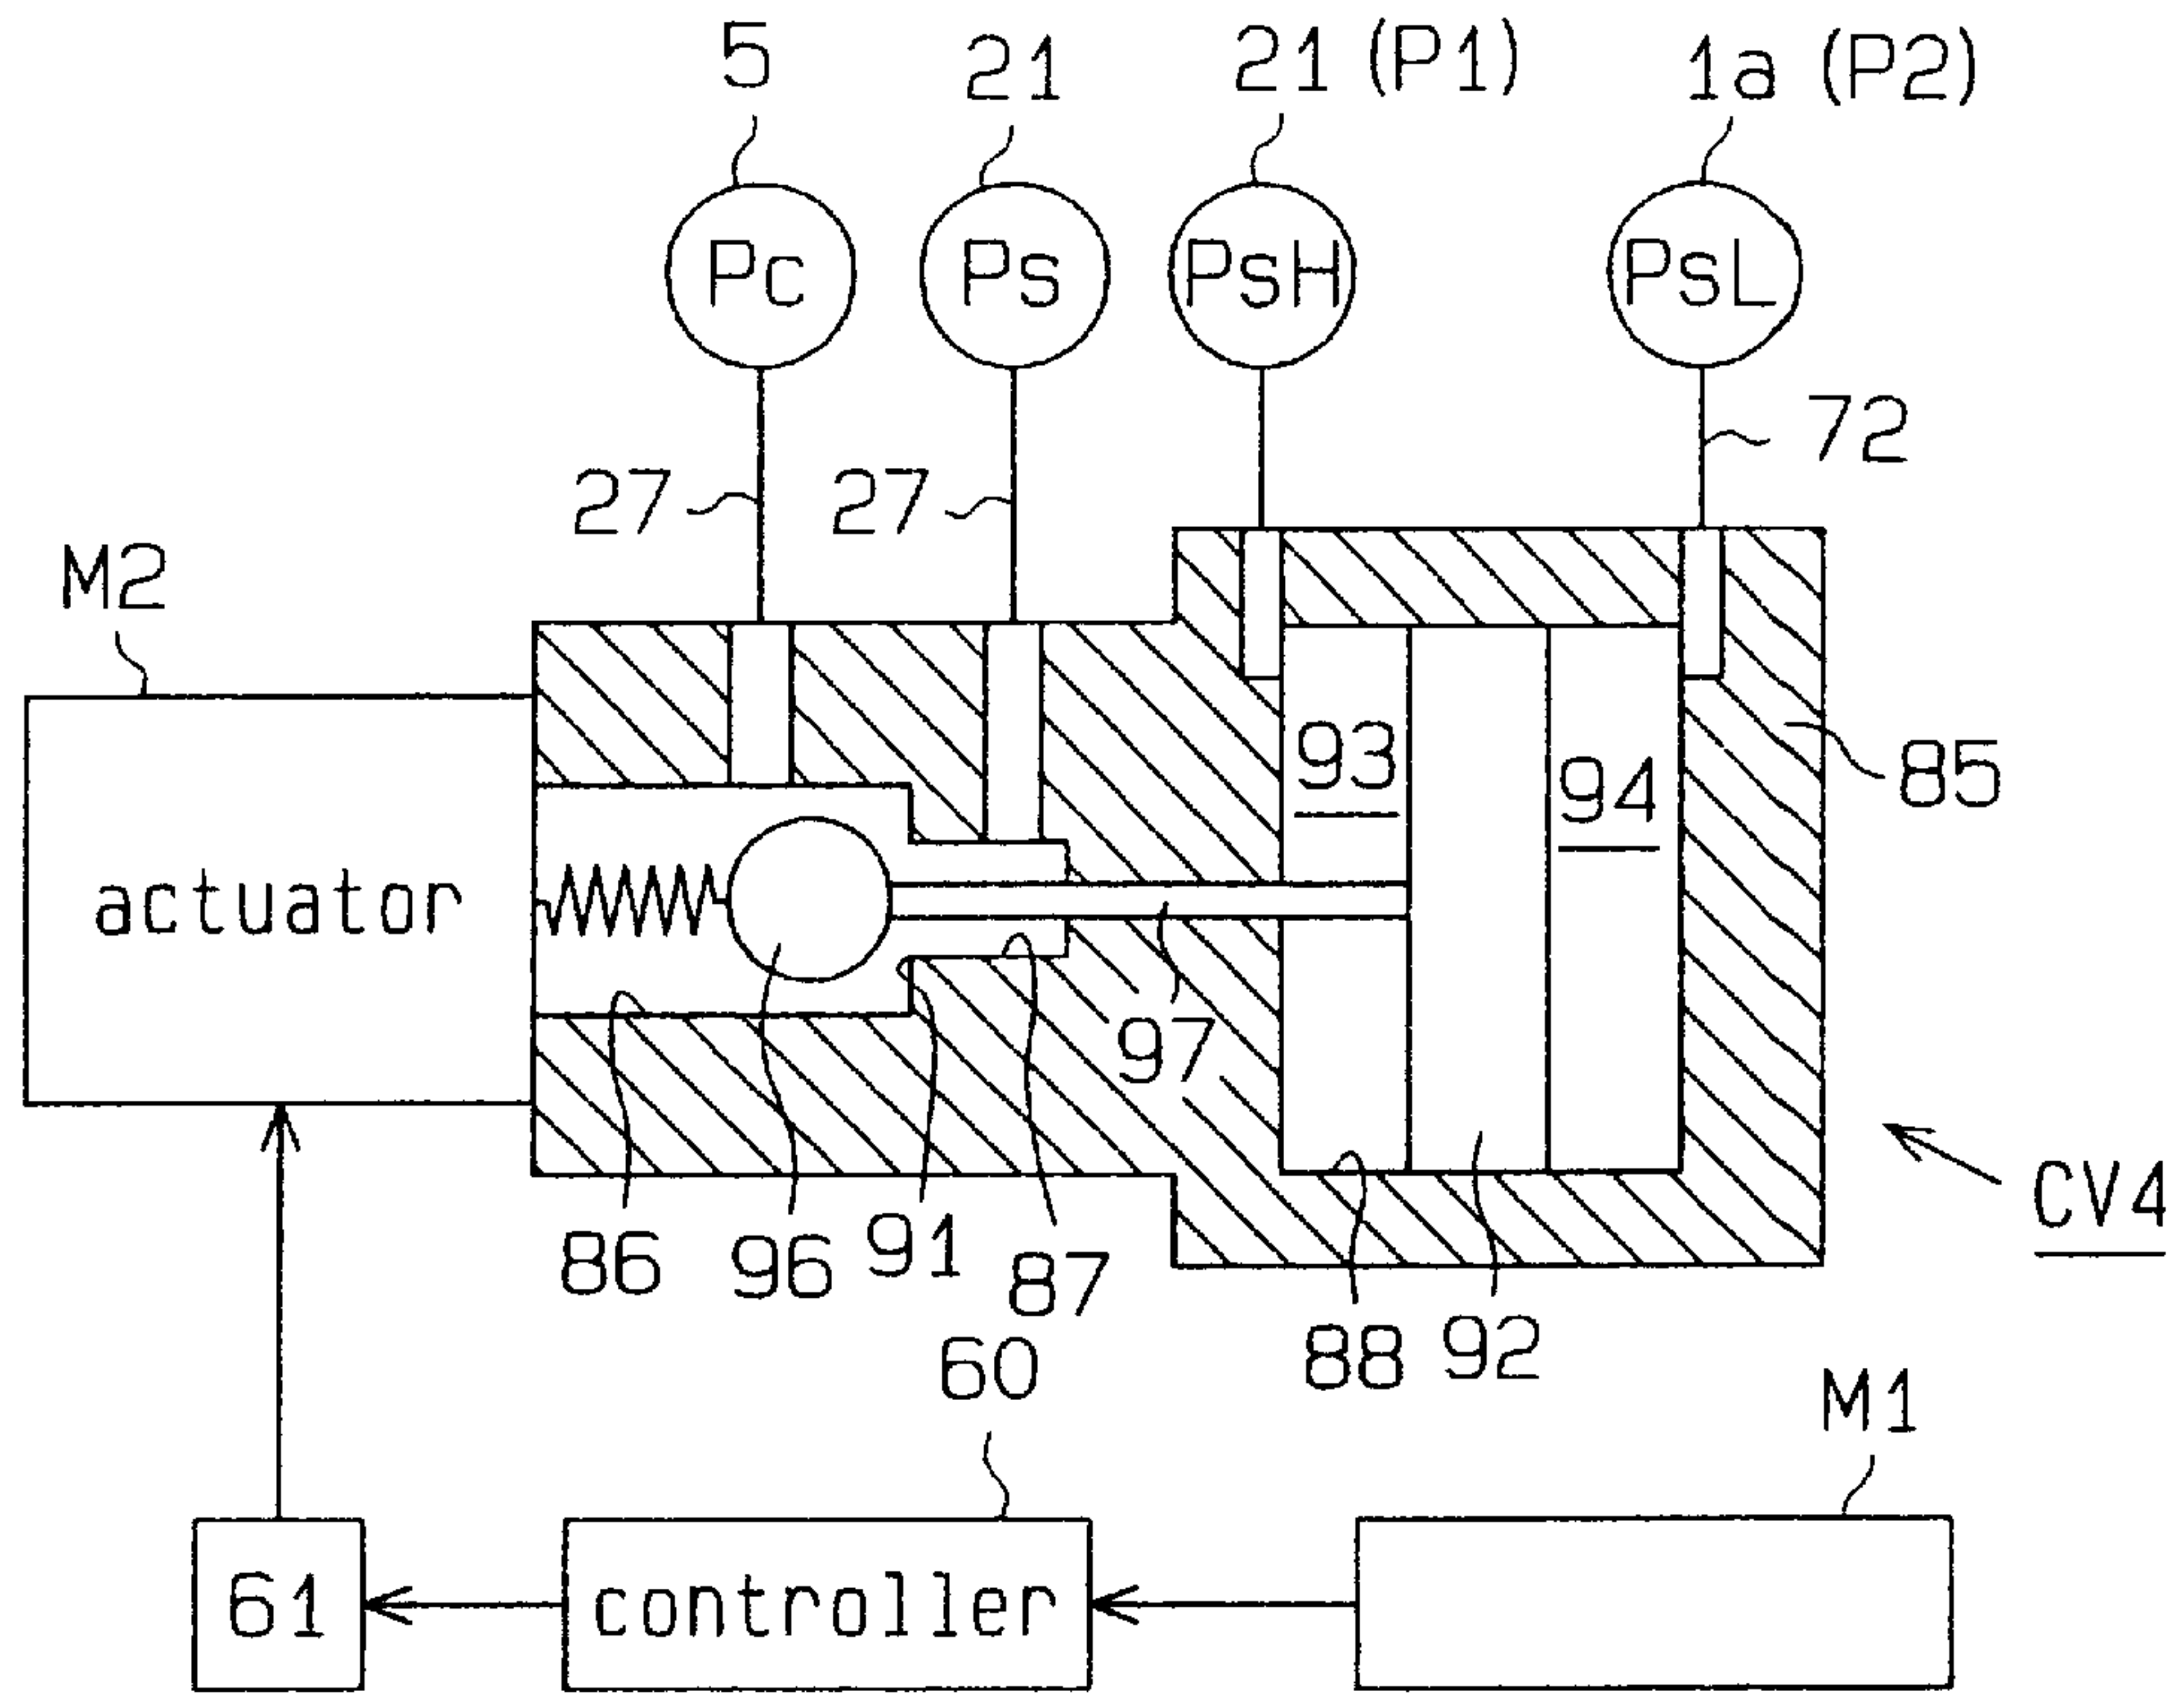 5
21
21 (P1)
1a (P2)
Pc
Ps
PsH
PsL
72
27
27
M2
93
94
85
actuator
97
CV4
86
96
91
87
88
92
60
M1
61
controller